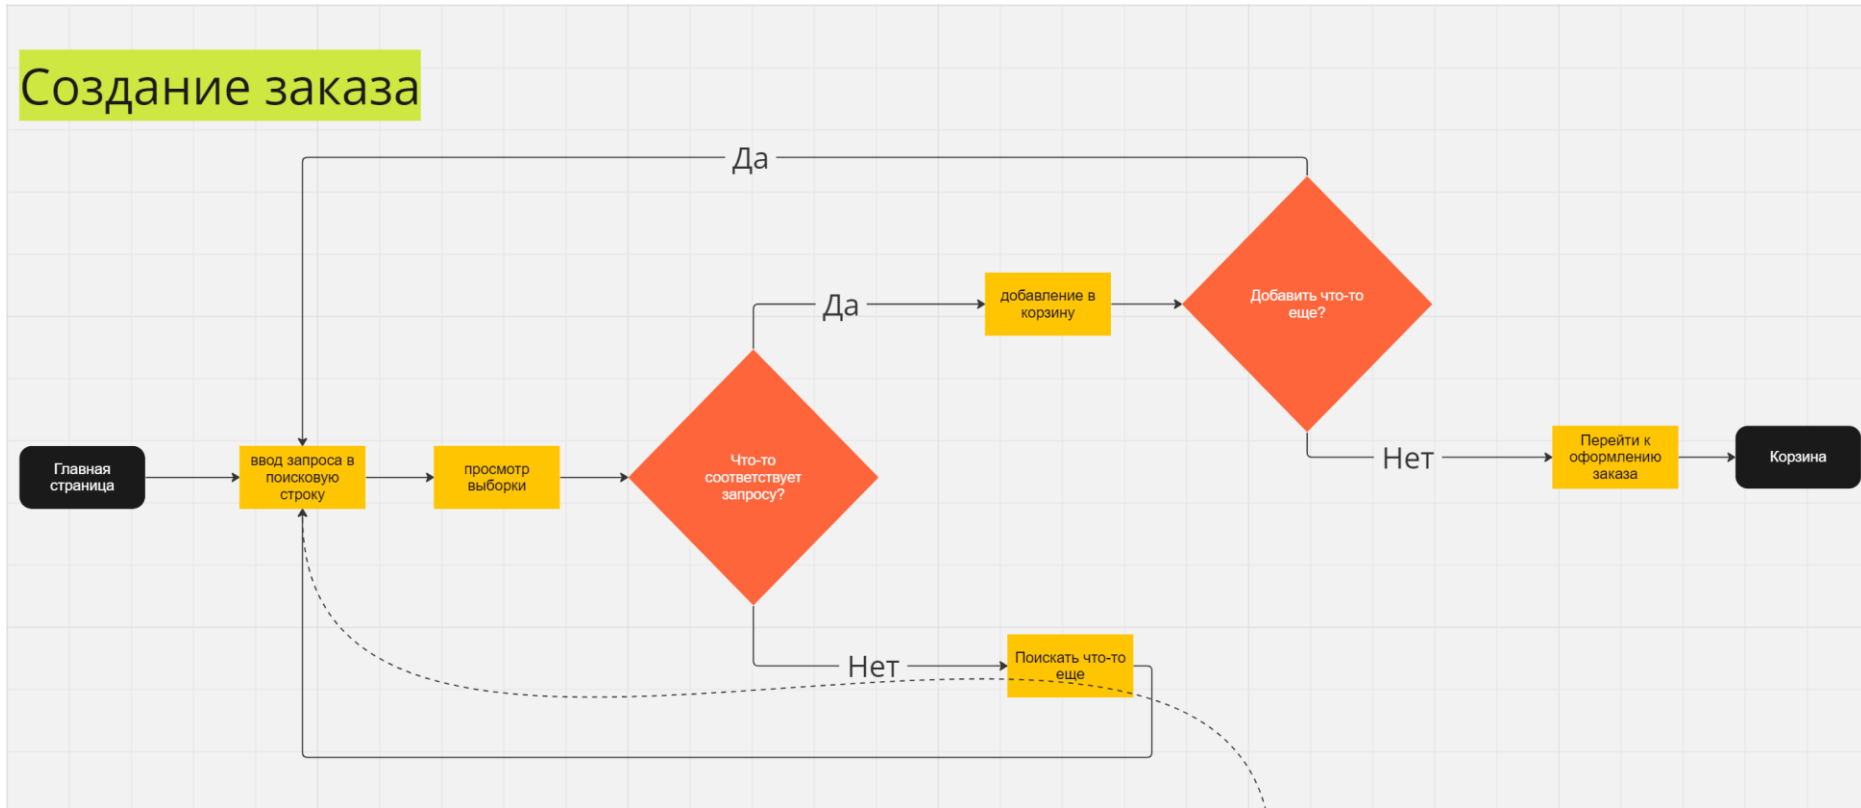 Создание заказа
Да
Да
добавление в
корзину
Добавить что-то
еще?
Главная
страница
ввод запроса в
поисковую
строку
просмотр
выборки
Что-то
соответствует
запросу?
Нет
Перейти к
оформлению
заказа
Корзина
Нет
Поискать что-то
еще